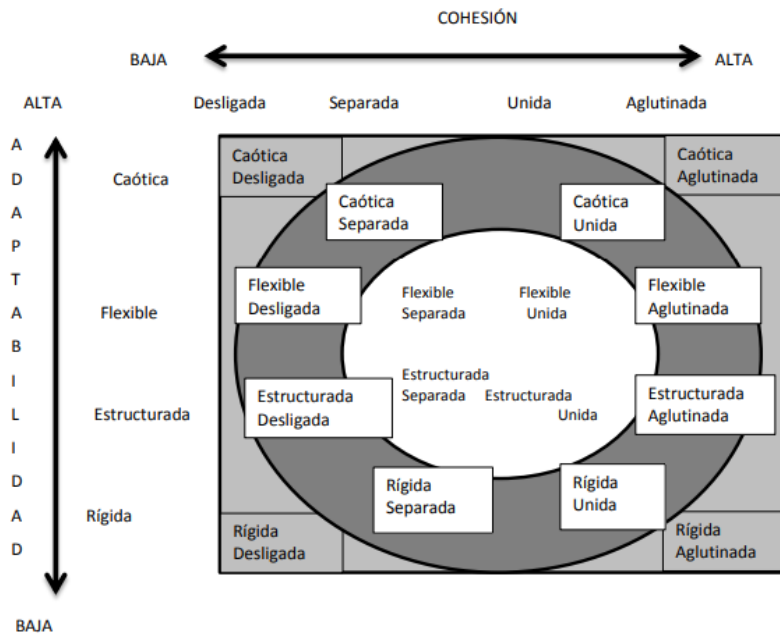 COHESIÓN
BAJA
ALTA
ALTA
Desligada
Separada
Unida
Aglutinada
A
D
A
P
T
A
B
I
L
I
D
A
D
Caótica
Flexible
Estructurada
Rígida
BAJA
Caótica
Desligada
Caótica
Aglutinada
Caótica
Separada
Caótica
Unida
Flexible
Desligada
Flexible
Separada
Flexible
Unida
Flexible
Aglutinada
Estructurada
Desligada
Estructurada
Separada
Estructurada
Unida
Estructurada
Aglutinada
Rígida
Separada
Rígida
Unida
Rígida
Desligada
Rígida
Aglutinada